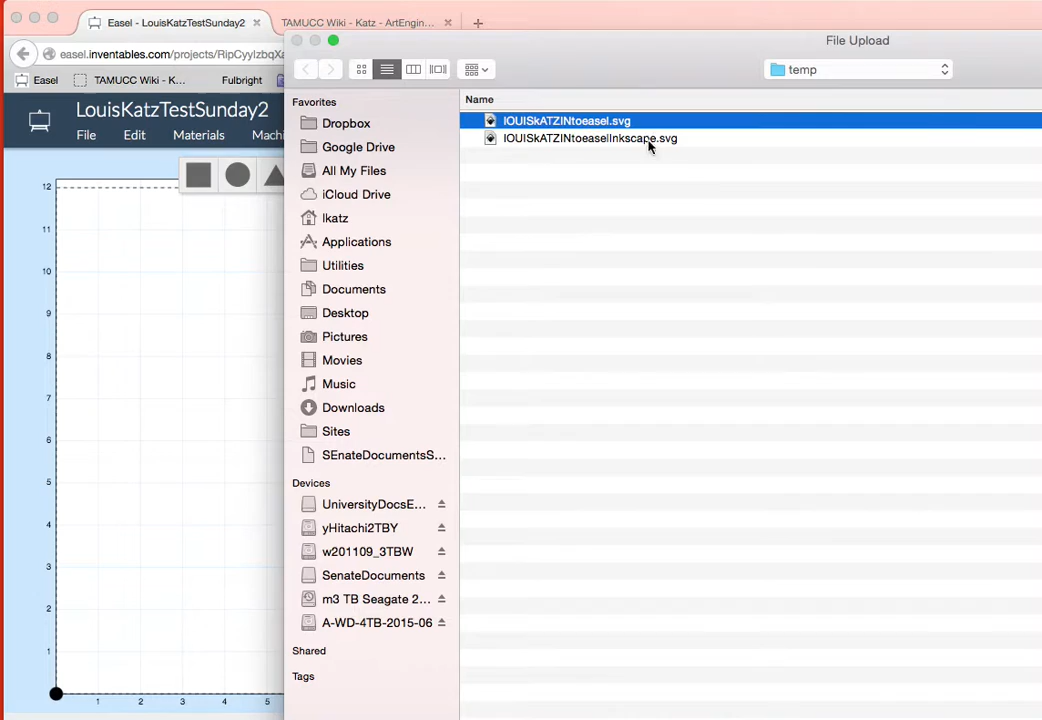 Easel - LouisKatzTestSunday2
TAMUCC Wiki - Katz - ArtEngin...
File Upload
easel.inventables.com/projects/RipCyyIzbqXa
temp
Easel
TAMUCC Wiki - K...
Fulbright
Favorites
Name
LouisKatzTestSunday2
Dropbox
lOUISkATZINtoeasel.svg
File
Edit
Materials
Machi
Google Drive
lOUISkATZINtoeaselInkscape.svg
All My Files
iCloud Drive
lkatz
Applications
Utilities
Documents
Desktop
Pictures
Movies
Music
Downloads
Sites
SEnateDocumentsS...
Devices
UniversityDocsE...
yHitachi2TBY
w201109_3TBW
SenateDocuments
m3 TB Seagate 2...
A-WD-4TB-2015-06
Shared
Tags
12
11
10
9
8
7
6
5
4
3
2
1
1 2 3 4 5